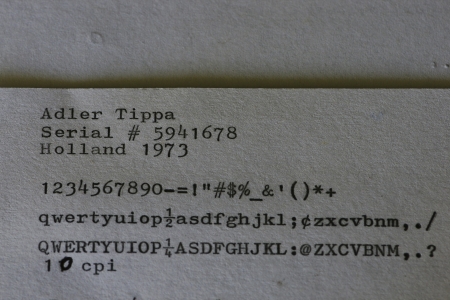 Adler Tippa
Serial # 5941678
Holland 1973
1234567890-=!"#$%_&'()*+
qwertyuiop½asdfghjkl;¢zxcvbnm,./
QWERTYUIOP¼ASDFGHJKL:@ZXCVBNM,.?
10 cpi